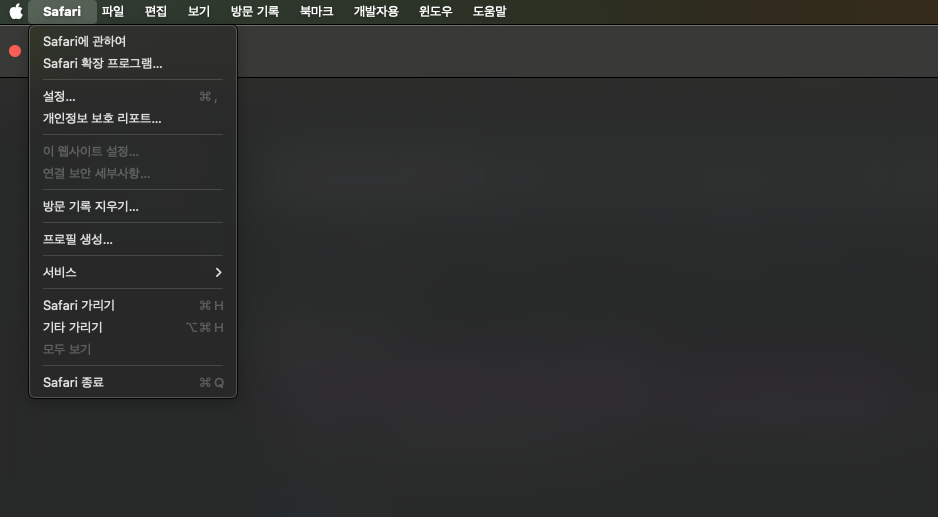 Safari 파일 편집 보기 방문 기록 북마크 개발자용 윈도우 도움말
Safari에 관하여
Safari 확장 프로그램...
설정... ⌘ ,
개인정보 보호 리포트...
이 웹사이트 설정...
연결 보안 세부사항...
방문 기록 지우기...
프로필 생성...
서비스
Safari 가리기 ⌘ H
기타 가리기 ⌥ ⌘ H
모두 보기
Safari 종료 ⌘ Q